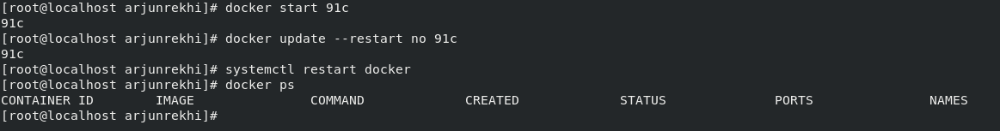 [root@localhost arjunrekhi]# docker start 91c
91c
[root@localhost arjunrekhi]# docker update --restart no 91c
91c
[root@localhost arjunrekhi]# systemctl restart docker
[root@localhost arjunrekhi]# docker ps
CONTAINER ID        IMAGE               COMMAND             CREATED             STATUS              PORTS               NAMES
[root@localhost arjunrekhi]#